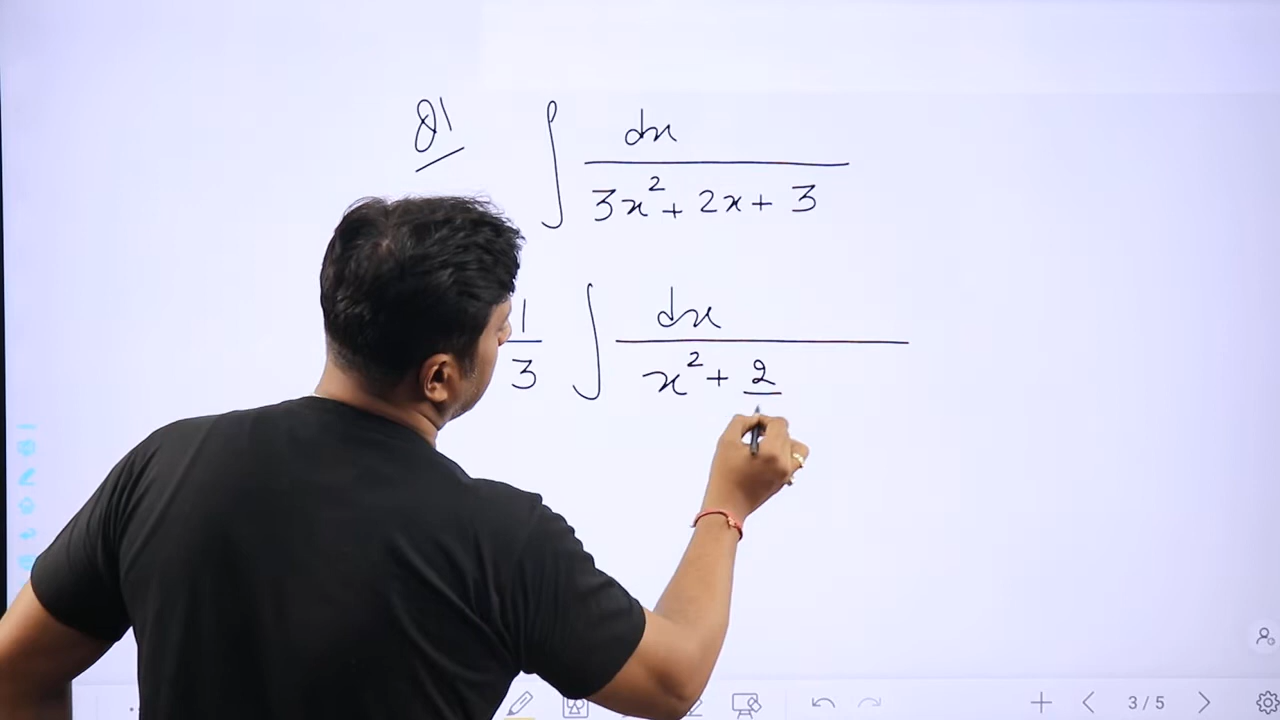 Q1 ∫ dx / (3x² + 2x + 3)
1/3 ∫ dx / (x² + 2/
3/5